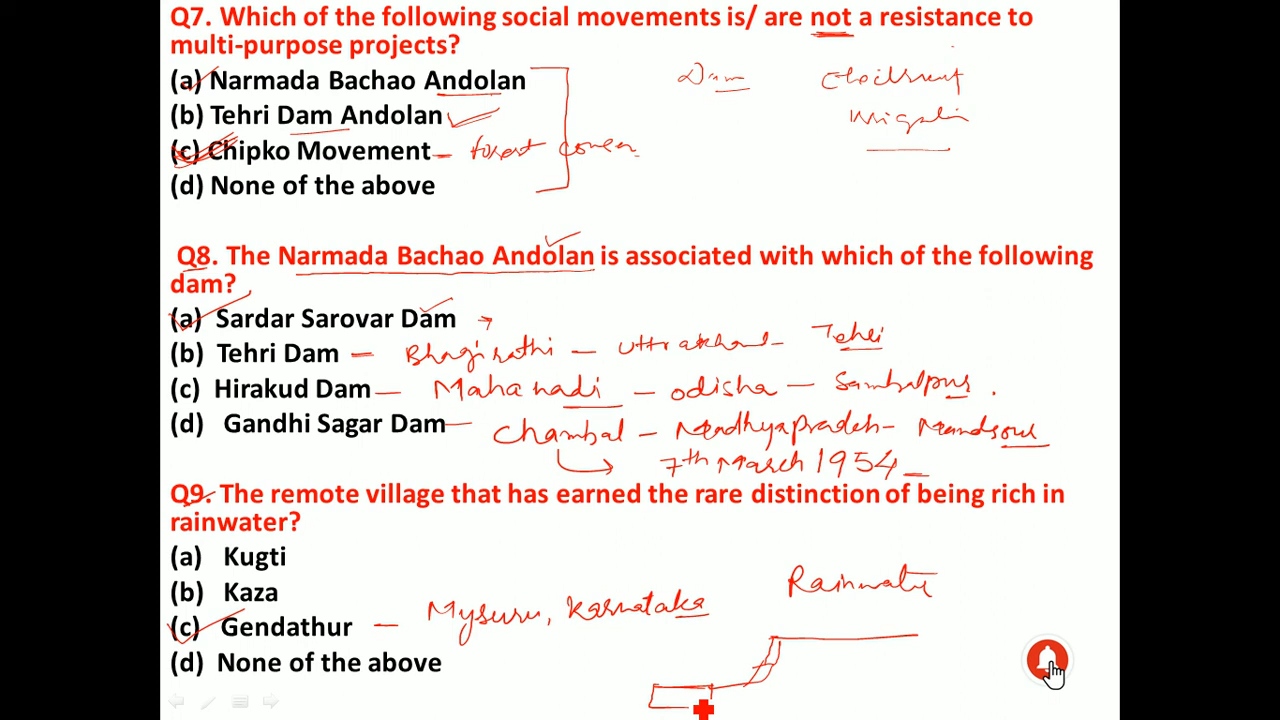 Q7. Which of the following social movements is/ are not a resistance to
multi-purpose projects?
(a) Narmada Bachao Andolan
Dam
(b) Tehri Dam Andolan
(c) Chipko Movement -
(d) None of the above
Q8. The Narmada Bachao Andolan is associated with which of the following
dam?
(a) Sardar Sarovar Dam →
(b) Tehri Dam - Bhagirathi - Uttrakhand - Tehri
(c) Hirakud Dam - Mahanadi - odisha - Sambalpur .
(d) Gandhi Sagar Dam - Chambal - Madhyapradesh - Mandsour
7th March 1954
Q9. The remote village that has earned the rare distinction of being rich in
rainwater?
(a) Kugti
(b) Kaza
Rainwater
(c) Gendathur - Mysuru, Karnataka
(d) None of the above